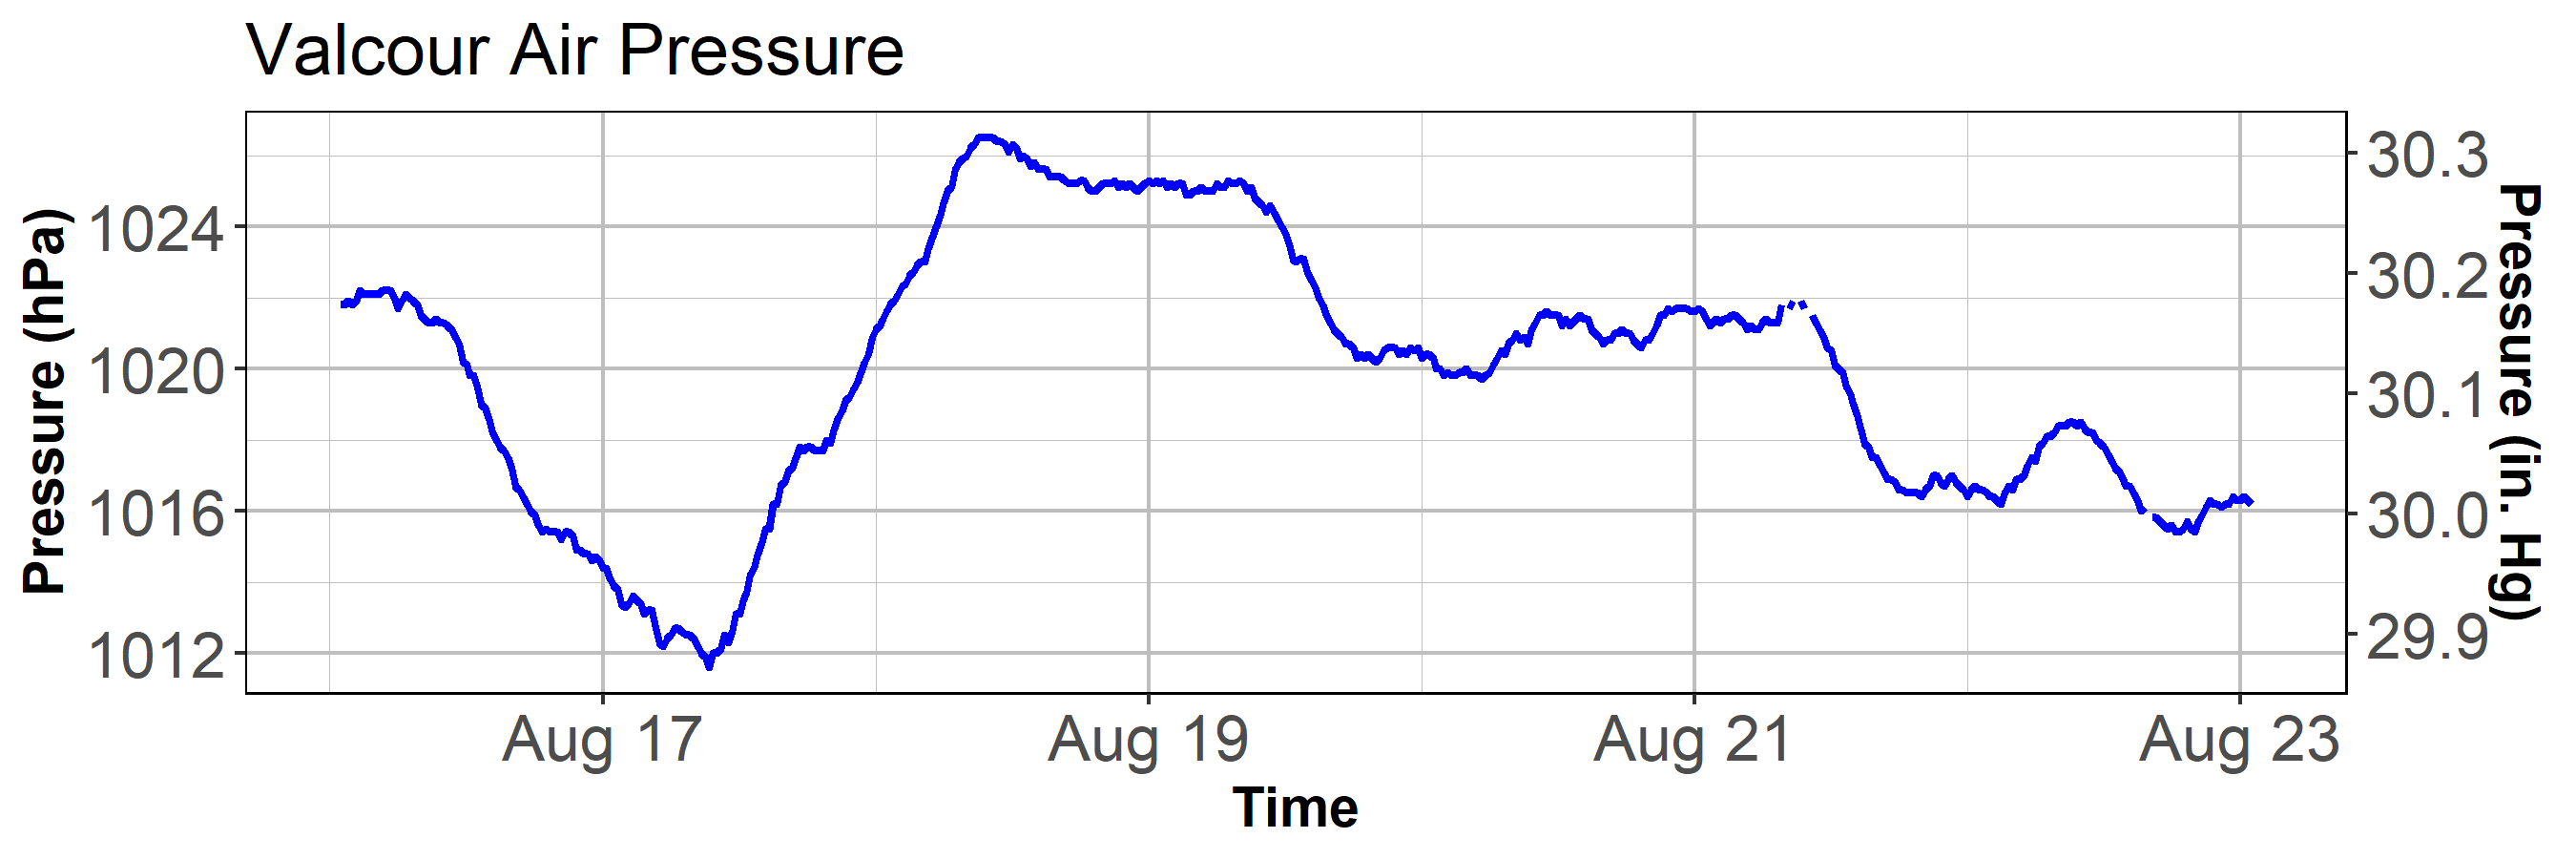 Valcour Air Pressure
Pressure (hPa)
1024
1020
1016
1012
30.3
30.2
30.1
30.0
29.9
Pressure (in. Hg)
Aug 17
Aug 19
Aug 21
Aug 23
Time